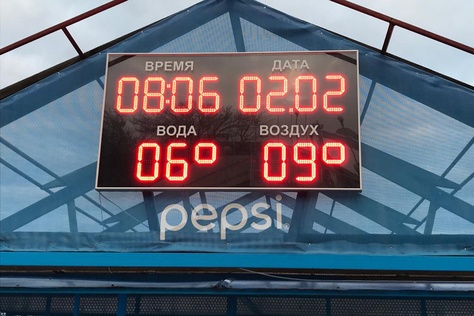 ВРЕМЯ ДАТА
08:06 02.02
ВОДА ВОЗДУХ
06° 09°
pepsi